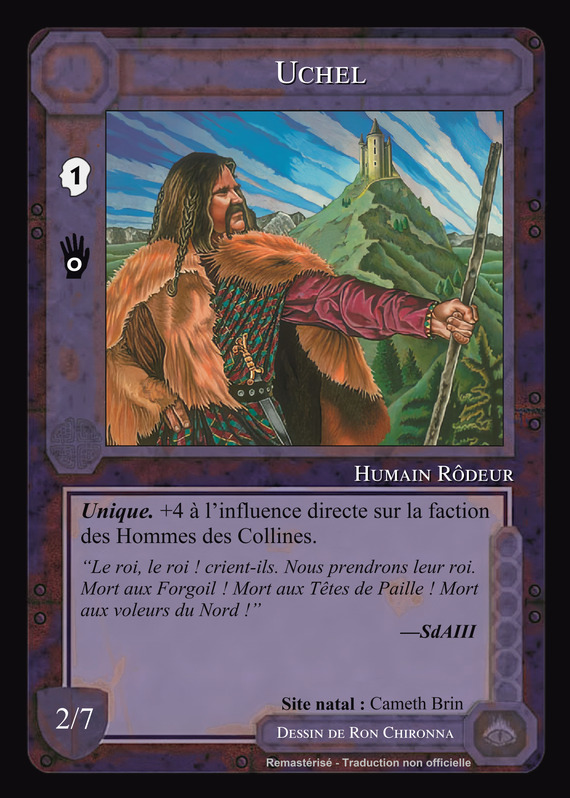 Uchel
1
0
Humain Rôdeur
Unique. +4 à l’influence directe sur la faction
des Hommes des Collines.
“Le roi, le roi ! crient-ils. Nous prendrons leur roi.
Mort aux Forgoil ! Mort aux Têtes de Paille ! Mort
aux voleurs du Nord !”
—SdAIII
Site natal : Cameth Brin
2/7
Dessin de Ron Chironna
Remastérisé - Traduction non officielle